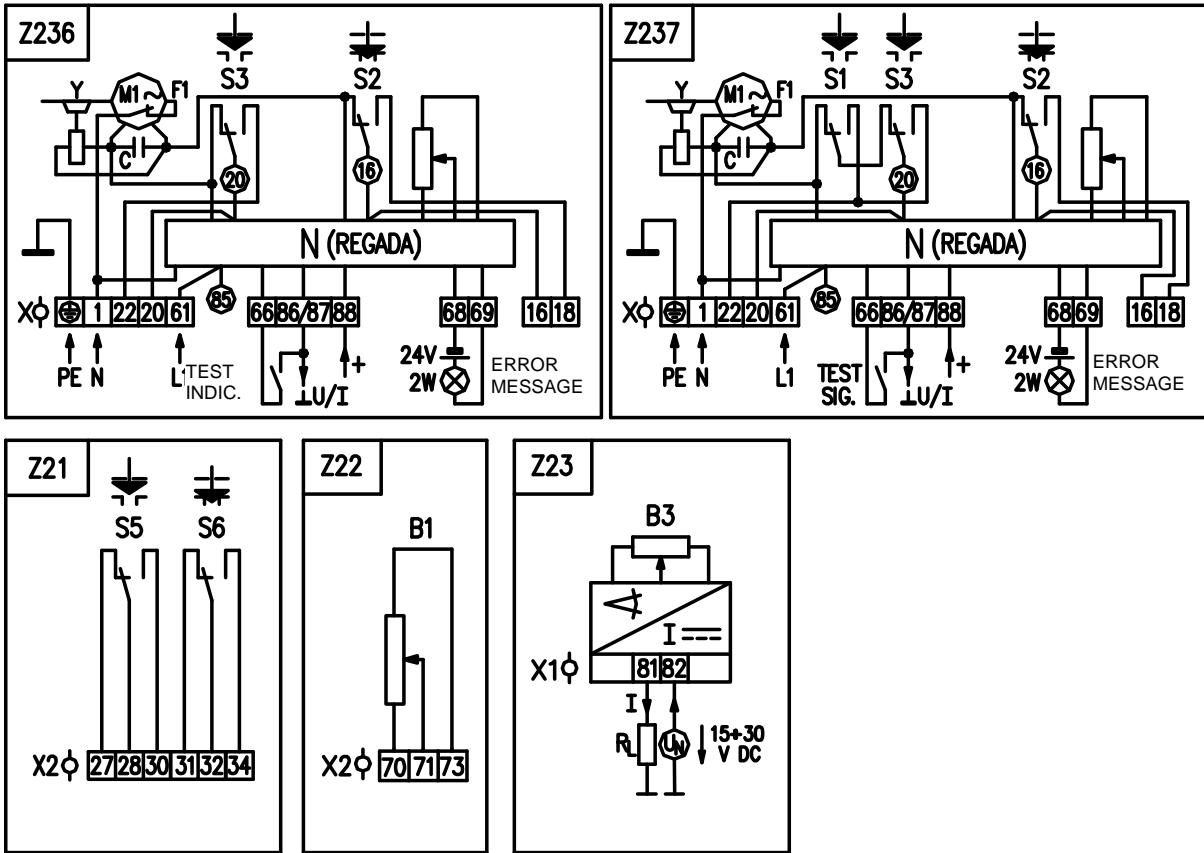 Z236
S3
S2
Y
M1 ~
F1
C
20
16
N (REGADA)
85
X
1 22 20 61
66 86/87 88
68 69
16 18
PE N
L1
TEST
INDIC.
U/I
+
24V
2W
ERROR
MESSAGE
Z237
S1
S3
S2
Y
M1 ~
F1
C
20
16
N (REGADA)
85
X
1 22 20 61
66 86/87 88
68 69
16 18
PE N
L1
TEST
SIG.
U/I
+
24V
2W
ERROR
MESSAGE
Z21
S5
S6
X2
27 28 30 31 32 34
Z22
B1
X2
70 71 73
Z23
B3
I
X1
81 82
I
RL
UN
15÷30
V DC